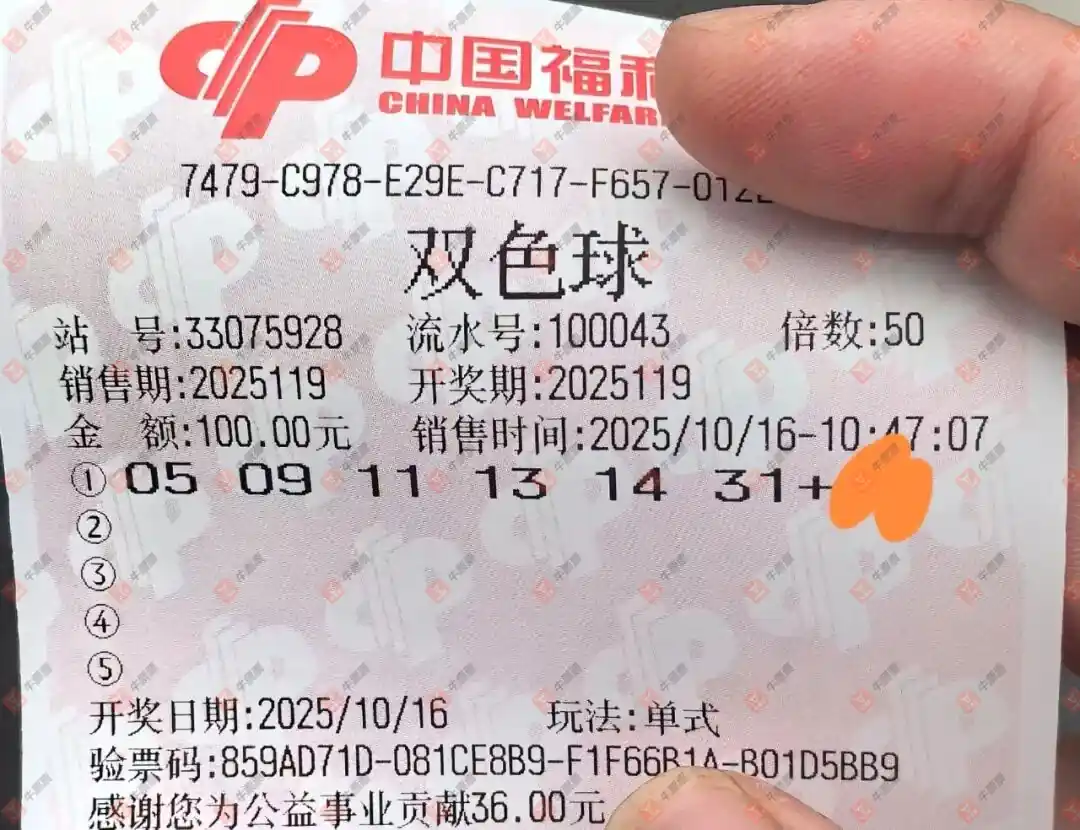 中国福利
CHINA WELFAR
7479-C978-E29E-C717-F657-012
双色球
站 号:33075928 流水号:100043 倍数:50
销售期:2025119 开奖期:2025119
金 额:100.00元 销售时间:2025/10/16-10:47:07
① 05 09 11 13 14 31+
②
③
④
⑤
开奖日期:2025/10/16 玩法:单式
验票码:859AD71D-081CE8B9-F1F66B1A-B01D5BB9
感谢您为公益事业贡献36.00元